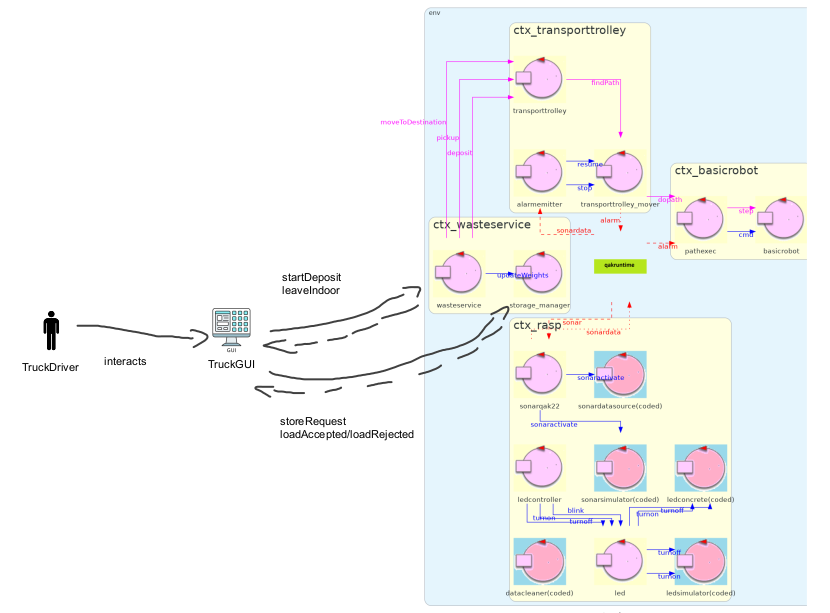 env
ctx_transporttrolley
findPath
transporttrolley
moveToDestination
pickup
deposit
resume
stop
alarmemitter
transporttrolley_mover
ctx_basicrobot
dopath
step
cmd
alarm
sonardata
alarm
pathexec
basicrobot
ctx_wasteservice
updateWeights
wasteservice
storage_manager
qakruntime
startDeposit
leaveIndoor
GUI
TruckDriver
interacts
TruckGUI
storeRequest
loadAccepted/loadRejected
ctx_rasp
sonar
sonardata
sonaractivate
sonarqak22
sonardatasource(coded)
sonaractivate
ledcontroller
sonarsimulator(coded)
ledconcrete(coded)
blink
turnon
turnoff
turnon
turnoff
turnoff
turnon
datacleaner(coded)
led
ledsimulator(coded)